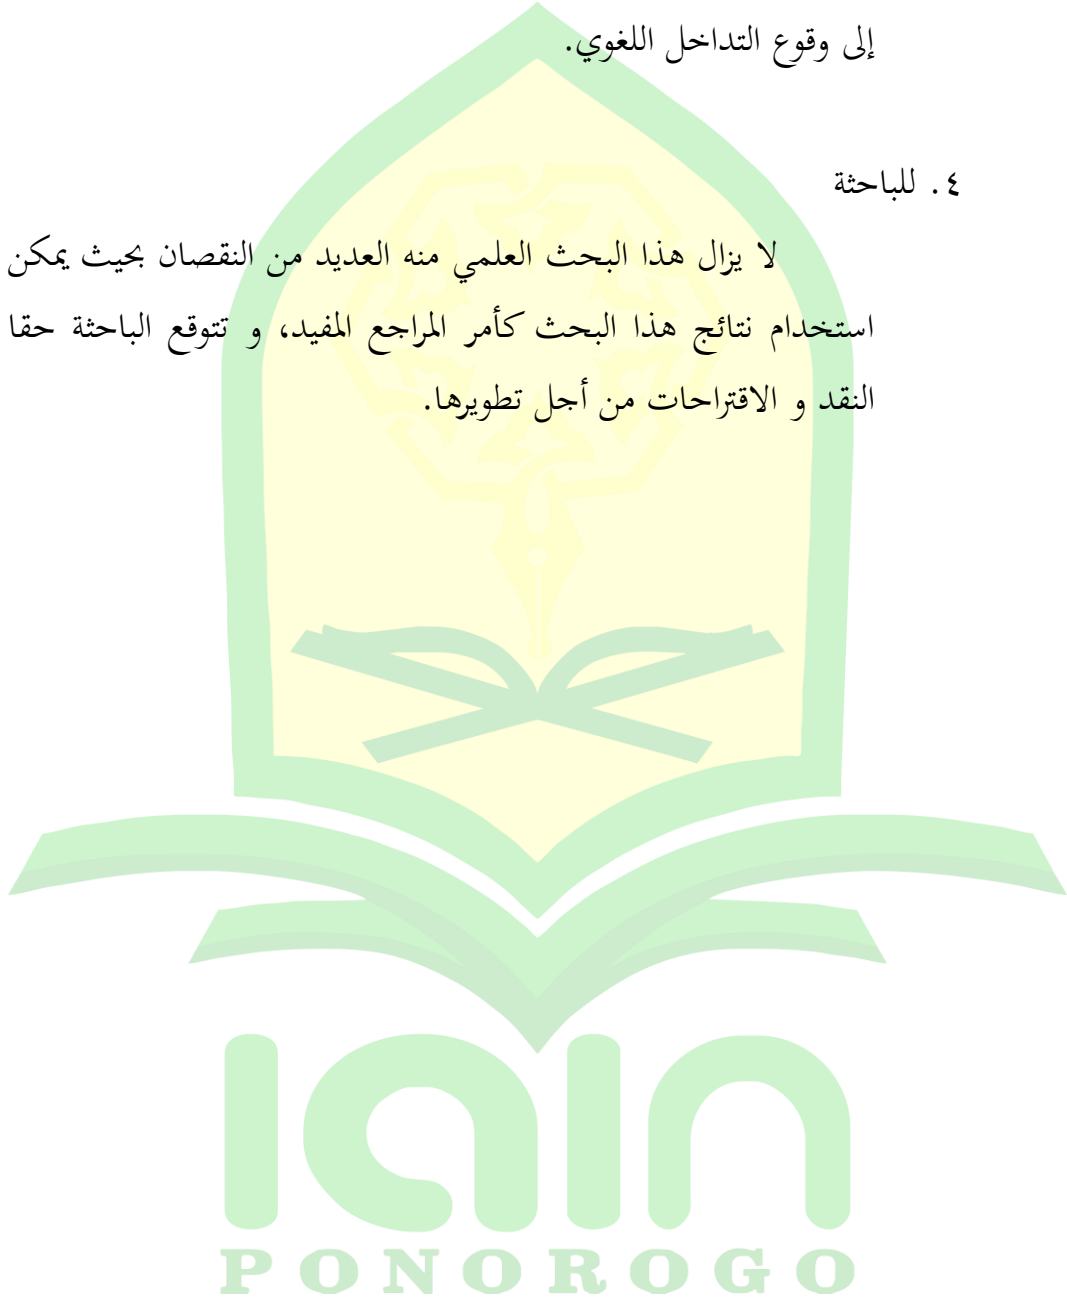 إلى وقوع التداخل اللغوي.
٤. للباحثة
لا يزال هذا البحث العلمي منه العديد من النقصان بحيث يمكن
استخدام نتائج هذا البحث كأمر المراجع المفيد، و تتوقع الباحثة حقا
النقد و الاقتراحات من أجل تطويرها.
iain
PONOROGO